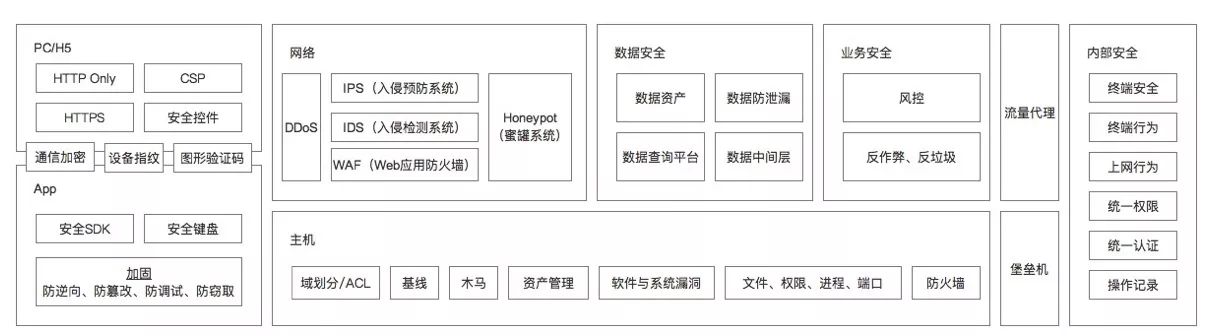 PC/H5
HTTP Only
CSP
HTTPS
安全控件
通信加密
设备指纹
图形验证码
App
安全SDK
安全键盘
加固
防逆向、防篡改、防调试、防窃取
网络
DDoS
IPS（入侵预防系统）
IDS（入侵检测系统）
WAF（Web应用防火墙）
Honeypot
（蜜罐系统）
数据安全
数据资产
数据防泄漏
数据查询平台
数据中间层
业务安全
风控
反作弊、反垃圾
流量代理
主机
域划分/ACL
基线
木马
资产管理
软件与系统漏洞
文件、权限、进程、端口
防火墙
堡垒机
内部安全
终端安全
终端行为
上网行为
统一权限
统一认证
操作记录